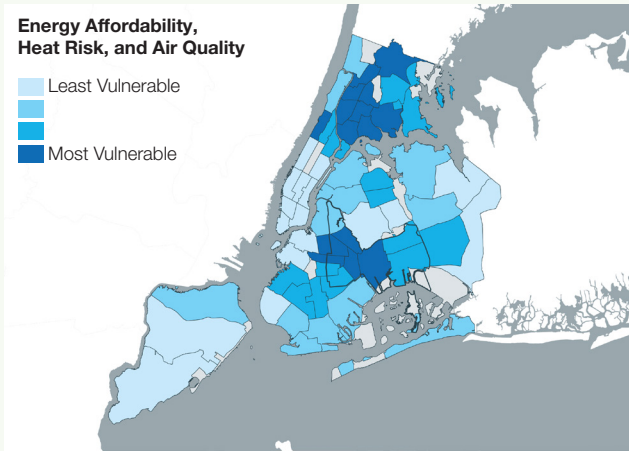 Energy Affordability,
Heat Risk, and Air Quality
Least Vulnerable
Most Vulnerable